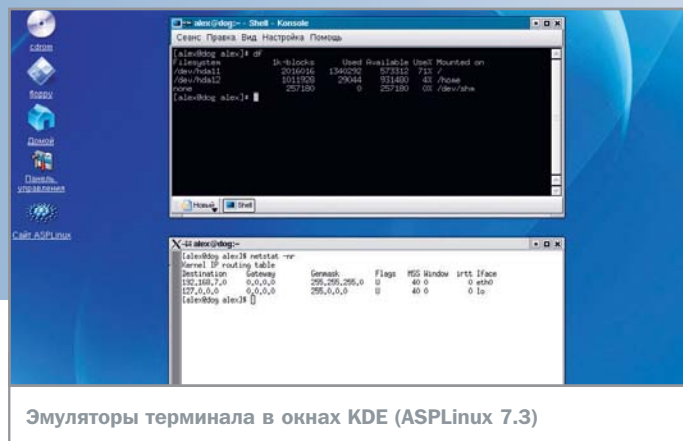 cdrom
floppy
Домой
Панель управления
Сайт ASPLinux
alex@dog:~ - Shell - Konsole
Сеанс Правка Вид Настройка Помощь
[alex@dog alex]$ df
Filesystem 1k-blocks Used Available Use% Mounted on
/dev/hda11 2016016 1340292 573312 71% /
/dev/hda12 1011928 29044 931480 4% /home
none 257180 0 257180 0% /dev/shm
[alex@dog alex]$
Новый Shell
alex@dog:~
[alex@dog alex]$ netstat -nr
Kernel IP routing table
Destination Gateway Genmask Flags MSS Window irtt Iface
192.168.7.0 0.0.0.0 255.255.255.0 U 40 0 0 eth0
127.0.0.0 0.0.0.0 255.0.0.0 U 40 0 0 lo
[alex@dog alex]$
Эмуляторы терминала в окнах KDE (ASPLinux 7.3)